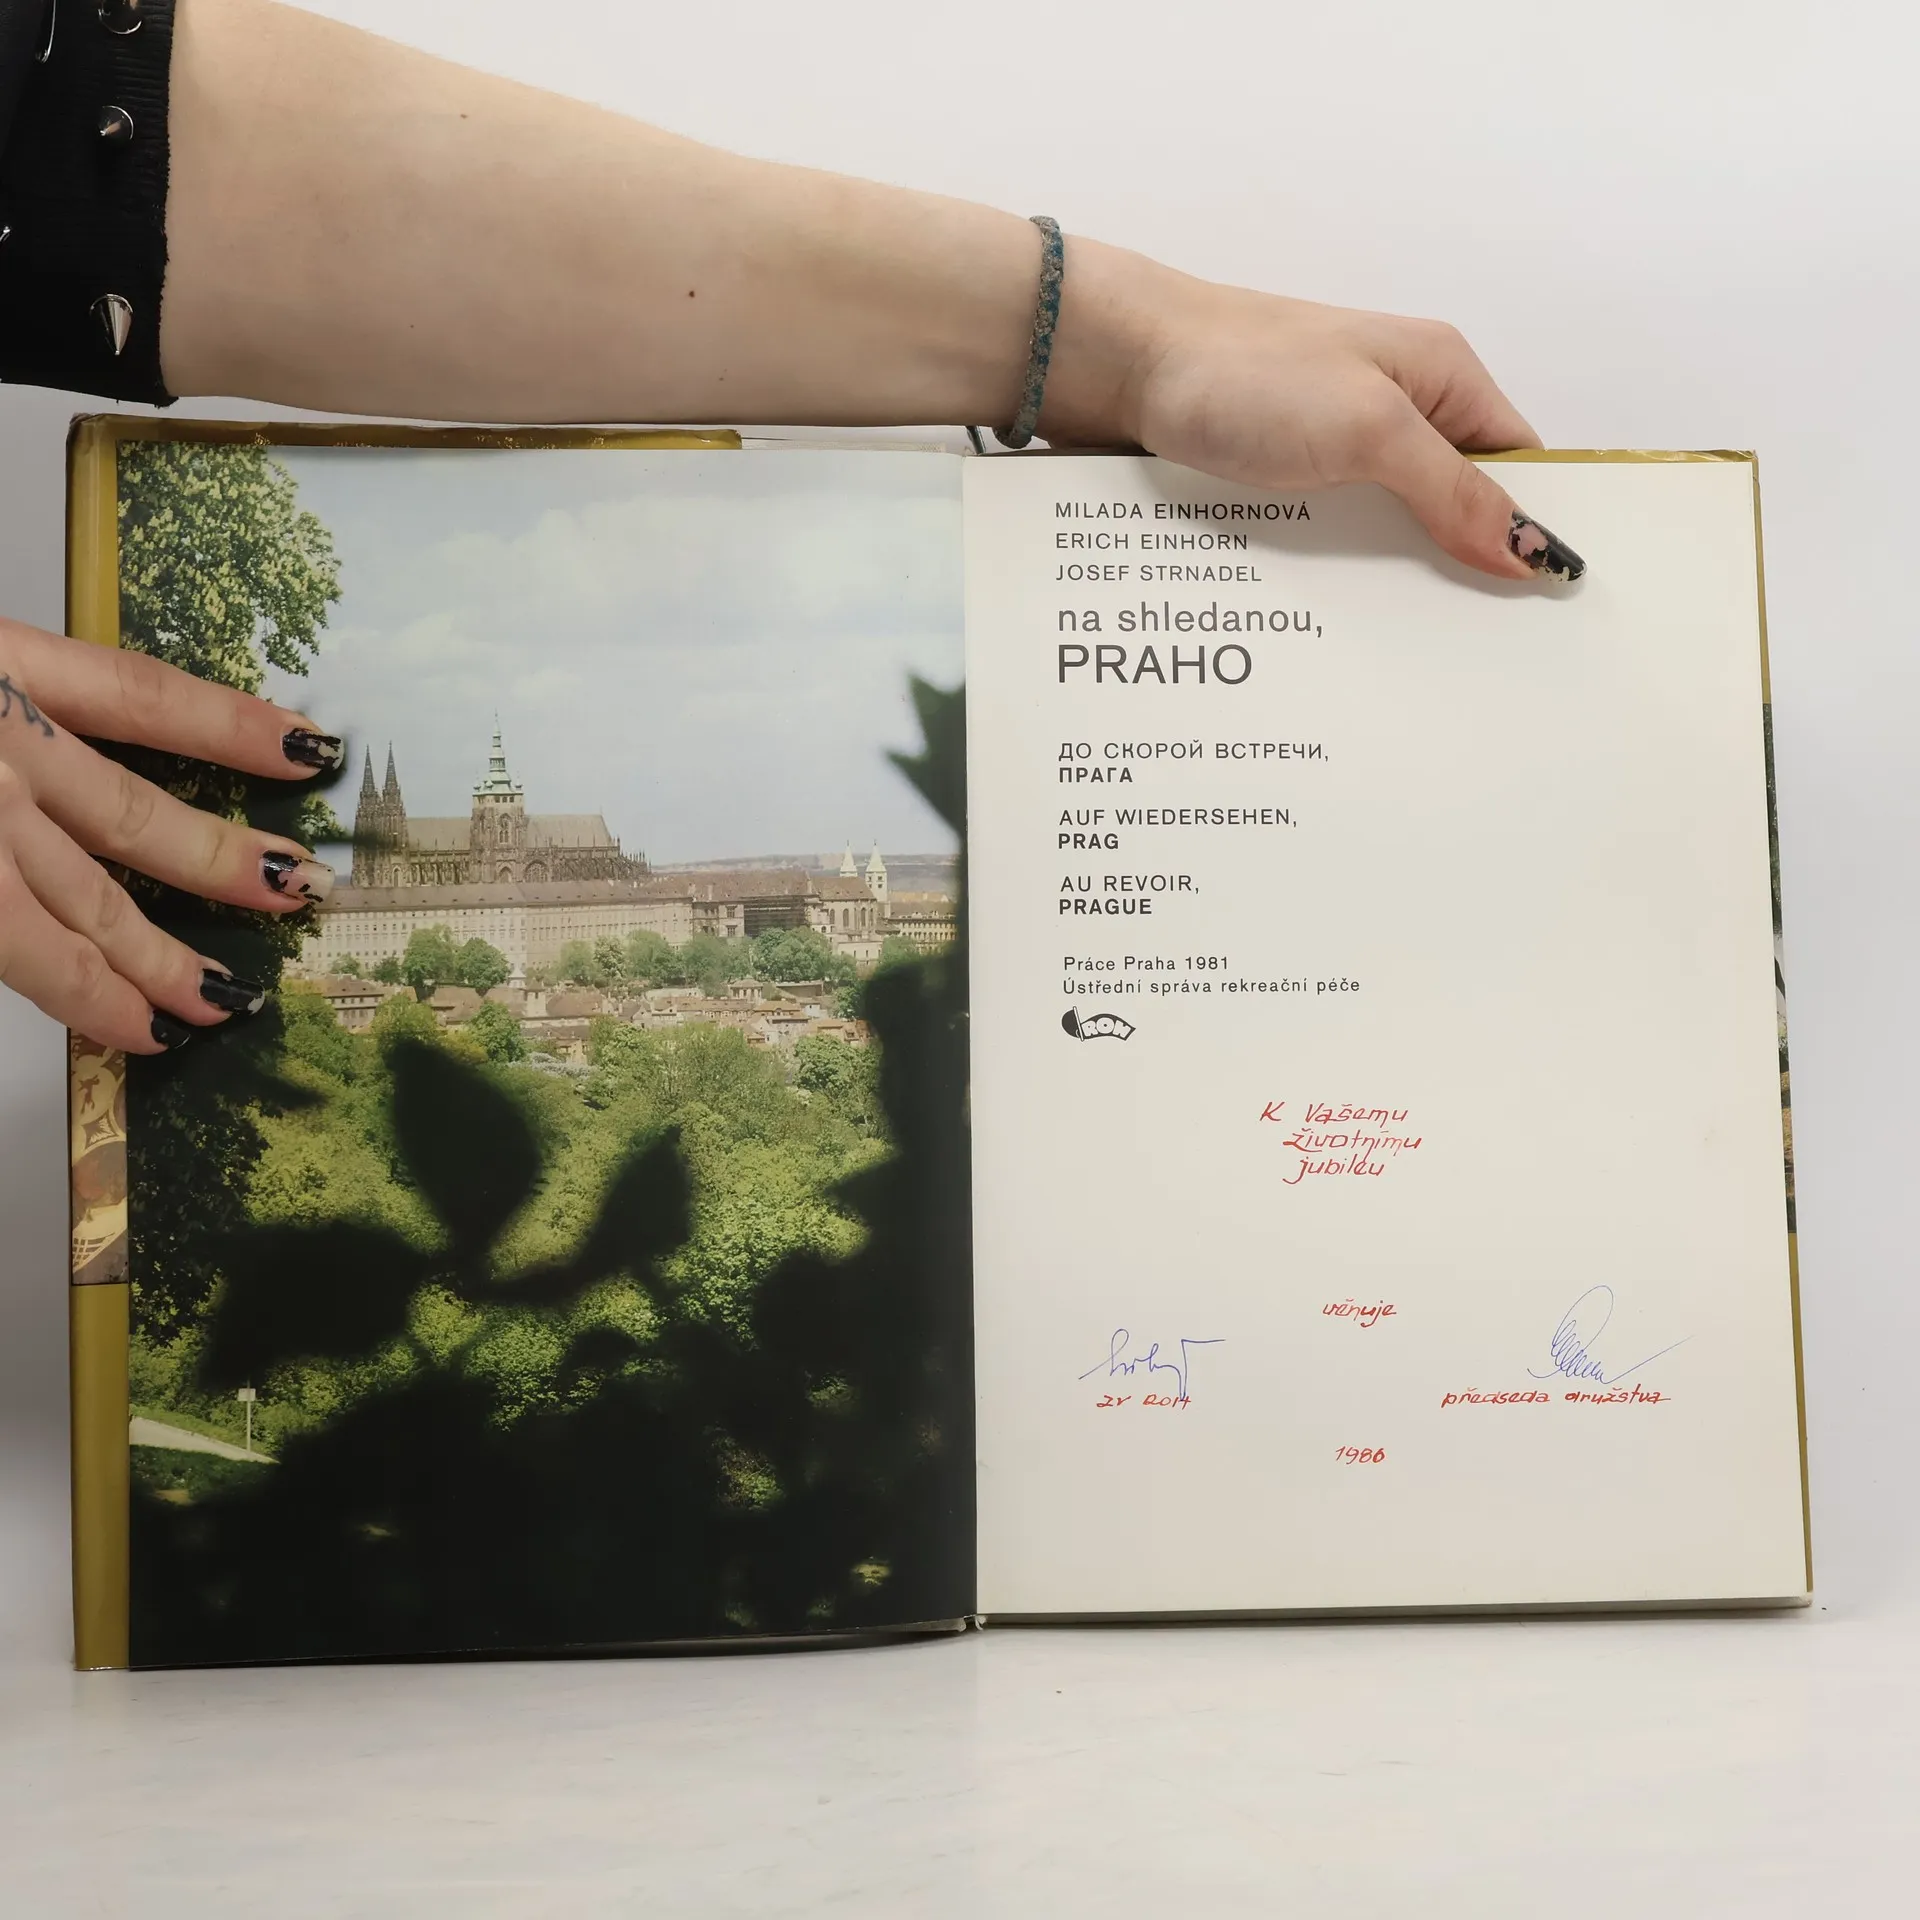 MILADA EINHORNOVÁ
ERICH EINHORN
JOSEF STRNADEL
na shledanou,
PRAHO
ДО СКОРОЙ ВСТРЕЧИ,
ПРАГА
AUF WIEDERSEHEN,
PRAG
AU REVOIR,
PRAGUE
Práce Praha 1981
Ústřední správa rekreační péče
ROH
K Vašemu
životnímu
jubileu
věnuje
ZV ROH
předseda družstva
1986